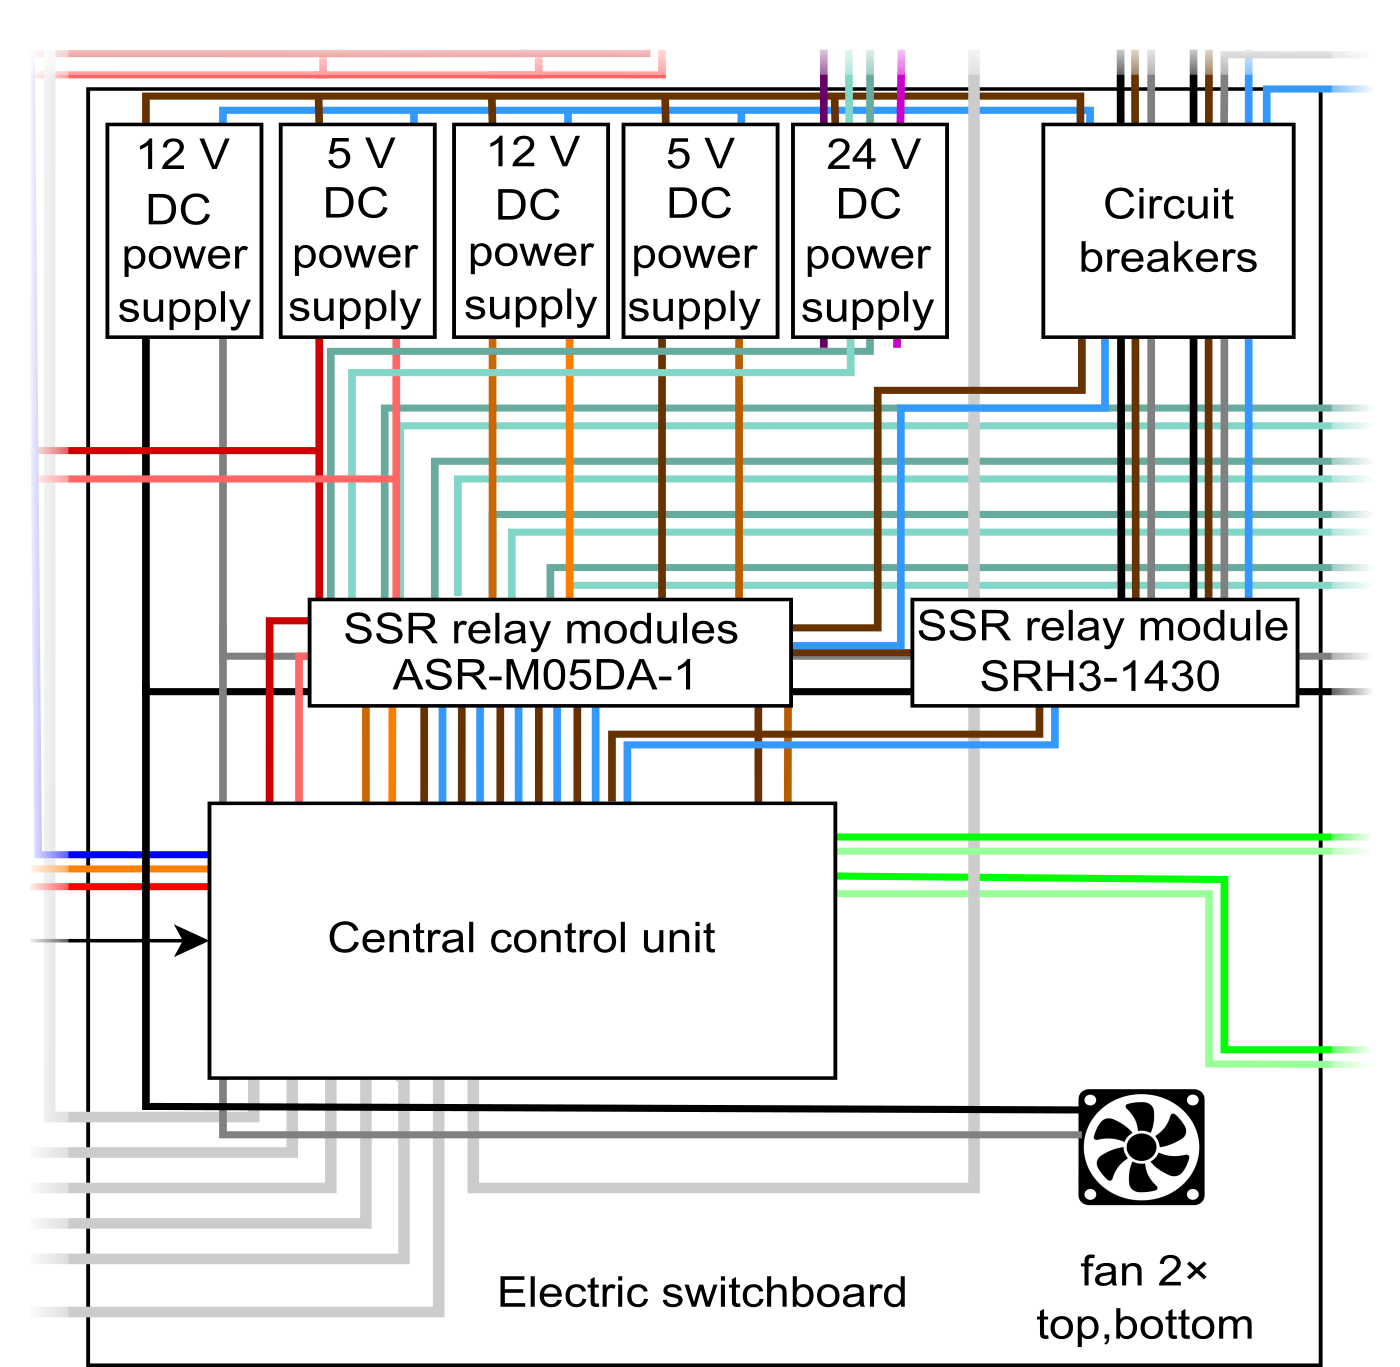 12 V
DC
power
supply
5 V
DC
power
supply
12 V
DC
power
supply
5 V
DC
power
supply
24 V
DC
power
supply
Circuit
breakers
SSR relay modules
ASR-M05DA-1
SSR relay module
SRH3-1430
Central control unit
Electric switchboard
fan 2×
top,bottom